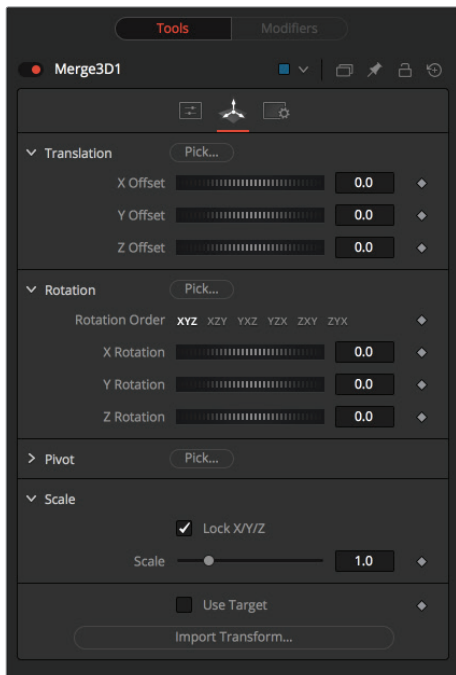 Tools Modifiers
Merge3D1
Translation Pick...
X Offset 0.0
Y Offset 0.0
Z Offset 0.0
Rotation Pick...
Rotation Order XYZ XZY YXZ YZX ZXY ZYX
X Rotation 0.0
Y Rotation 0.0
Z Rotation 0.0
Pivot Pick...
Scale
Lock X/Y/Z
Scale 1.0
Use Target
Import Transform...